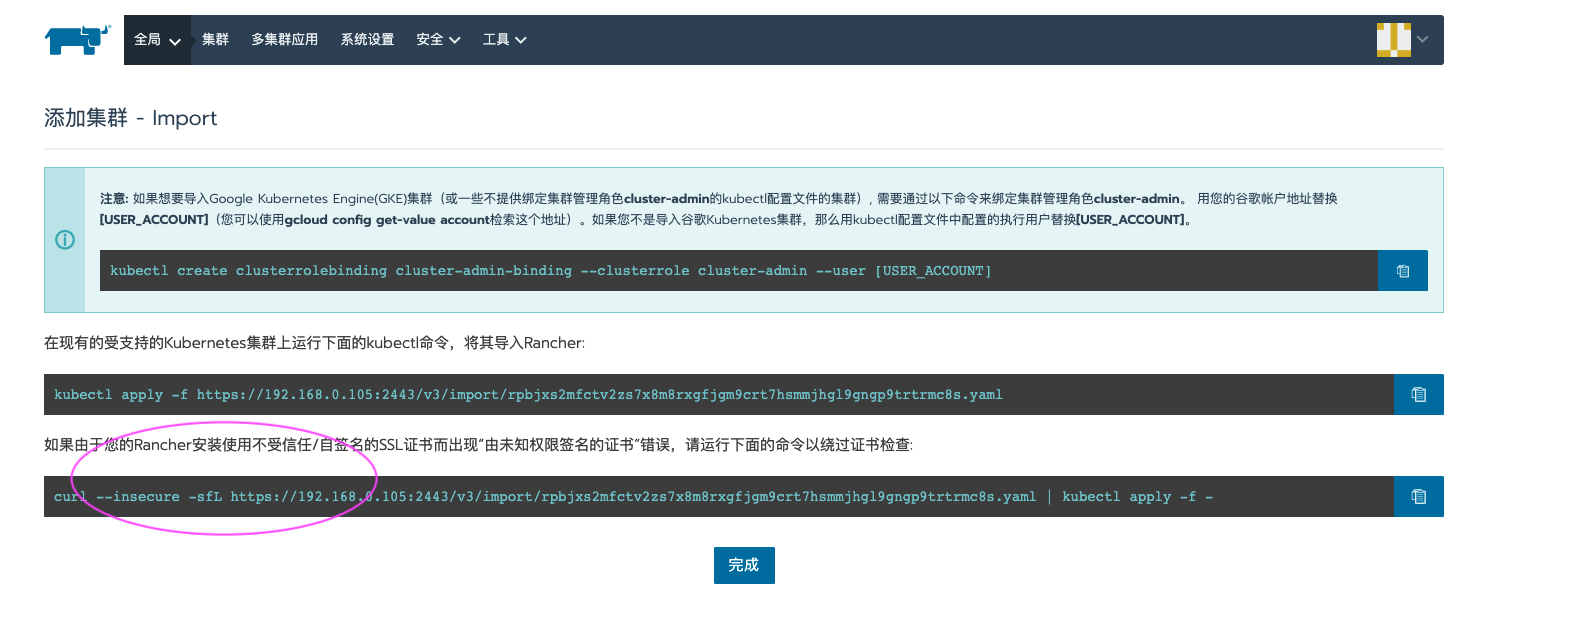 全局 集群 多集群应用 系统设置 安全 工具
添加集群 - Import
注意: 如果想要导入Google Kubernetes Engine(GKE)集群（或一些不提供绑定集群管理角色cluster-admin的kubectl配置文件的集群）, 需要通过以下命令来绑定集群管理角色cluster-admin。 用您的谷歌帐户地址替换
[USER_ACCOUNT]（您可以使用gcloud config get-value account检索这个地址）。如果您不是导入谷歌Kubernetes集群，那么用kubectl配置文件中配置的执行用户替换[USER_ACCOUNT]。
kubectl create clusterrolebinding cluster-admin-binding --clusterrole cluster-admin --user [USER_ACCOUNT]
在现有的受支持的Kubernetes集群上运行下面的kubectl命令，将其导入Rancher:
kubectl apply -f https://192.168.0.105:2443/v3/import/rpbjxs2mfctv2zs7x8m8rxgfjgm9crt7hsmmjhgl9gngp9trtrmc8s.yaml
如果由于您的Rancher安装使用不受信任/自签名的SSL证书而出现"由未知权限签名的证书"错误，请运行下面的命令以绕过证书检查:
curl --insecure -sfL https://192.168.0.105:2443/v3/import/rpbjxs2mfctv2zs7x8m8rxgfjgm9crt7hsmmjhgl9gngp9trtrmc8s.yaml | kubectl apply -f -
完成